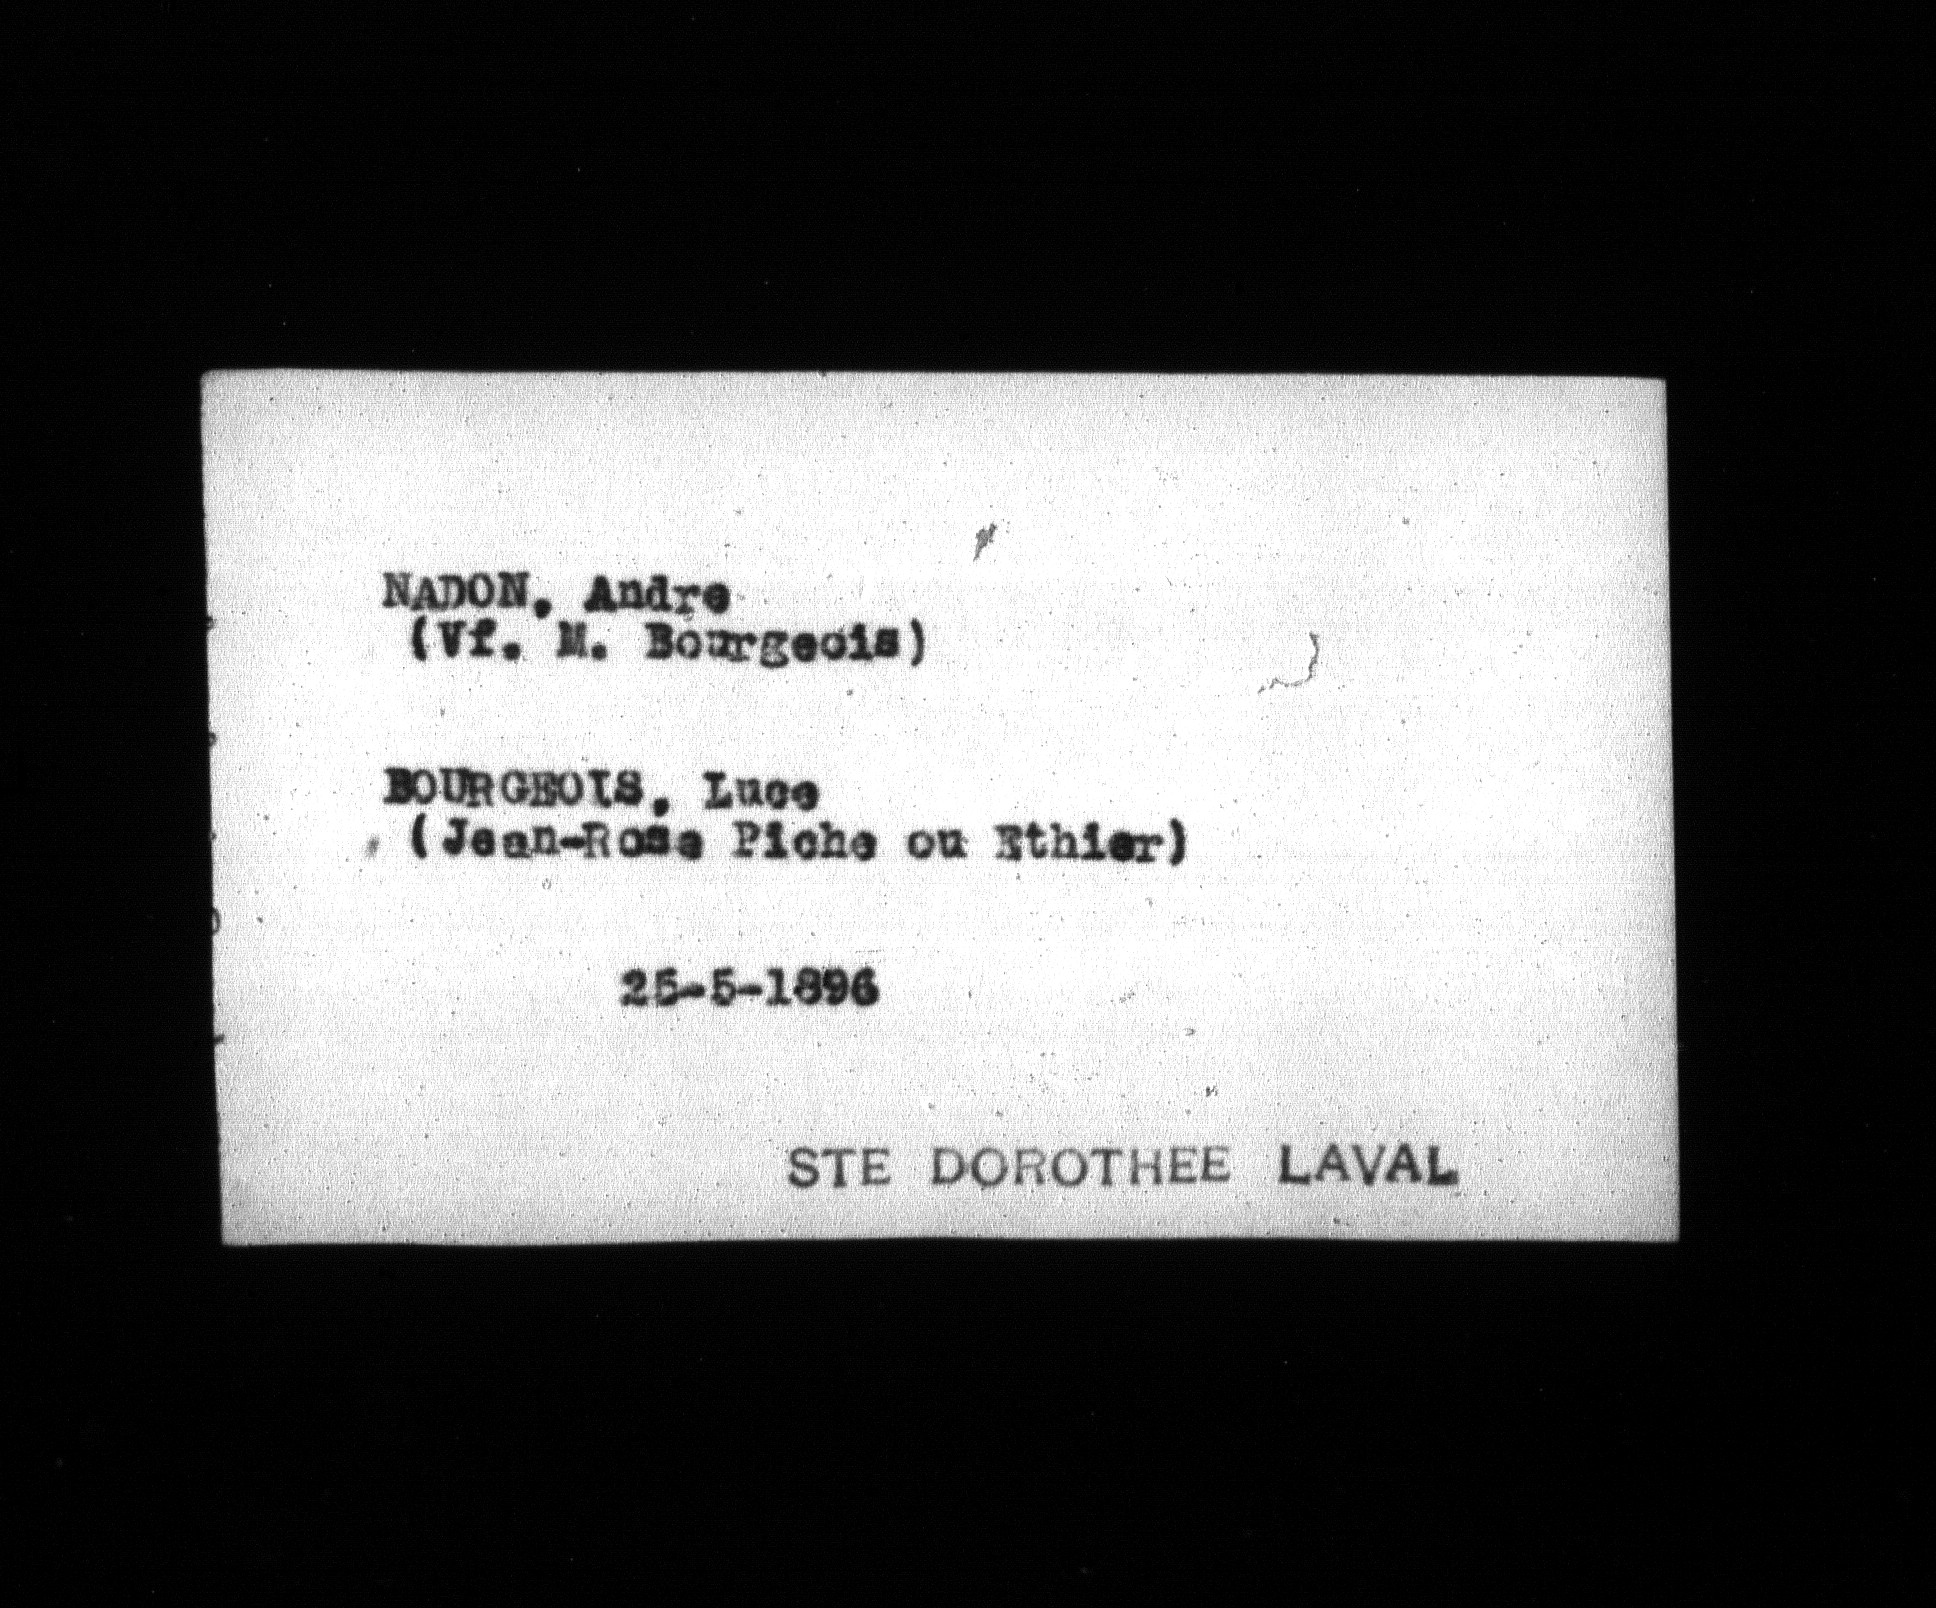 NADON, Andre
(Vf. M. Bourgeois)
BOURGEOIS, Luce
(Jean-Rose Piche ou Ethier)
25-5-1896
STE DOROTHEE LAVAL